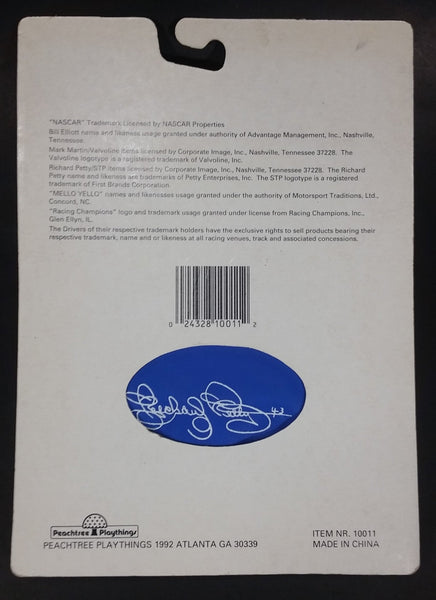 "NASCAR" Trademark Licensed by NASCAR Properties
Bill Elliott name and likeness usage granted under authority of Advantage Management, Inc., Nashville,
Tennessee.
Mark Martin/Valvoline items licensed by Corporate Image, Inc., Nashville, Tennessee 37228. The
Valvoline logotype is a registered trademark of Valvoline, Inc.
Richard Petty/STP items licensed by Corporate Image, Inc., Nashville, Tennessee 37228. The Richard
Petty name and likeness are trademarks of Petty Enterprises, Inc. The STP logotype is a registered
trademark of First Brands Corporation.
"MELLO YELLO" names and likenesses usage granted under the authority of Motorsport Traditions, Ltd.,
Concord, NC.
"Racing Champions" logo and trademark usage granted under license from Racing Champions, Inc.,
Glen Ellyn, IL.
The Drivers of their respective trademark holders have the exclusive rights to sell products bearing their
respective trademark, name and or likeness at all racing venues, track and associated concessions.
0 24328 10011 2
Richard Petty 43
Peachtree Playthings
PEACHTREE PLAYTHINGS 1992 ATLANTA GA 30339
ITEM NR. 10011
MADE IN CHINA